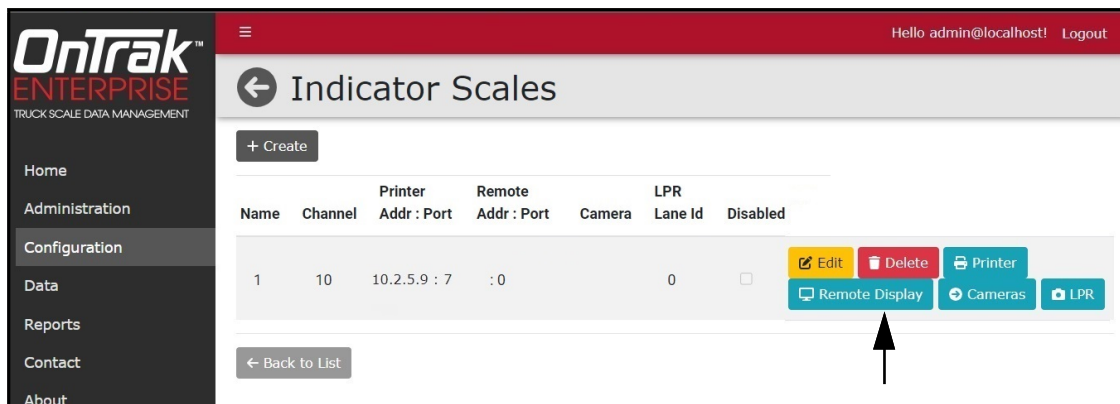 OnTrak™
ENTERPRISE
TRUCK SCALE DATA MANAGEMENT
Home
Administration
Configuration
Data
Reports
Contact
About
Hello admin@localhost! Logout
Indicator Scales
+ Create
Name Channel Printer Addr : Port Remote Addr : Port Camera LPR Lane Id Disabled
1 10 10.2.5.9 : 7 : 0 0
Edit Delete Printer
Remote Display Cameras LPR
← Back to List